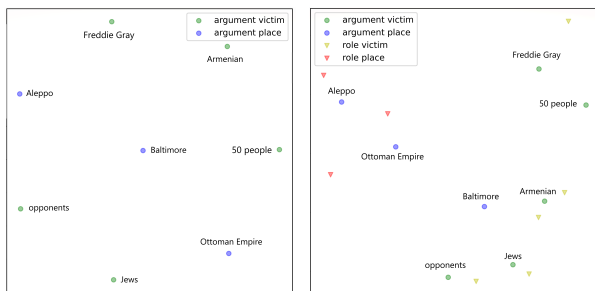 argument victim
argument place
Freddie Gray
Armenian
Aleppo
Baltimore
50 people
opponents
Ottoman Empire
Jews
argument victim
argument place
role victim
role place
Freddie Gray
Aleppo
50 people
Ottoman Empire
Armenian
Baltimore
Jews
opponents